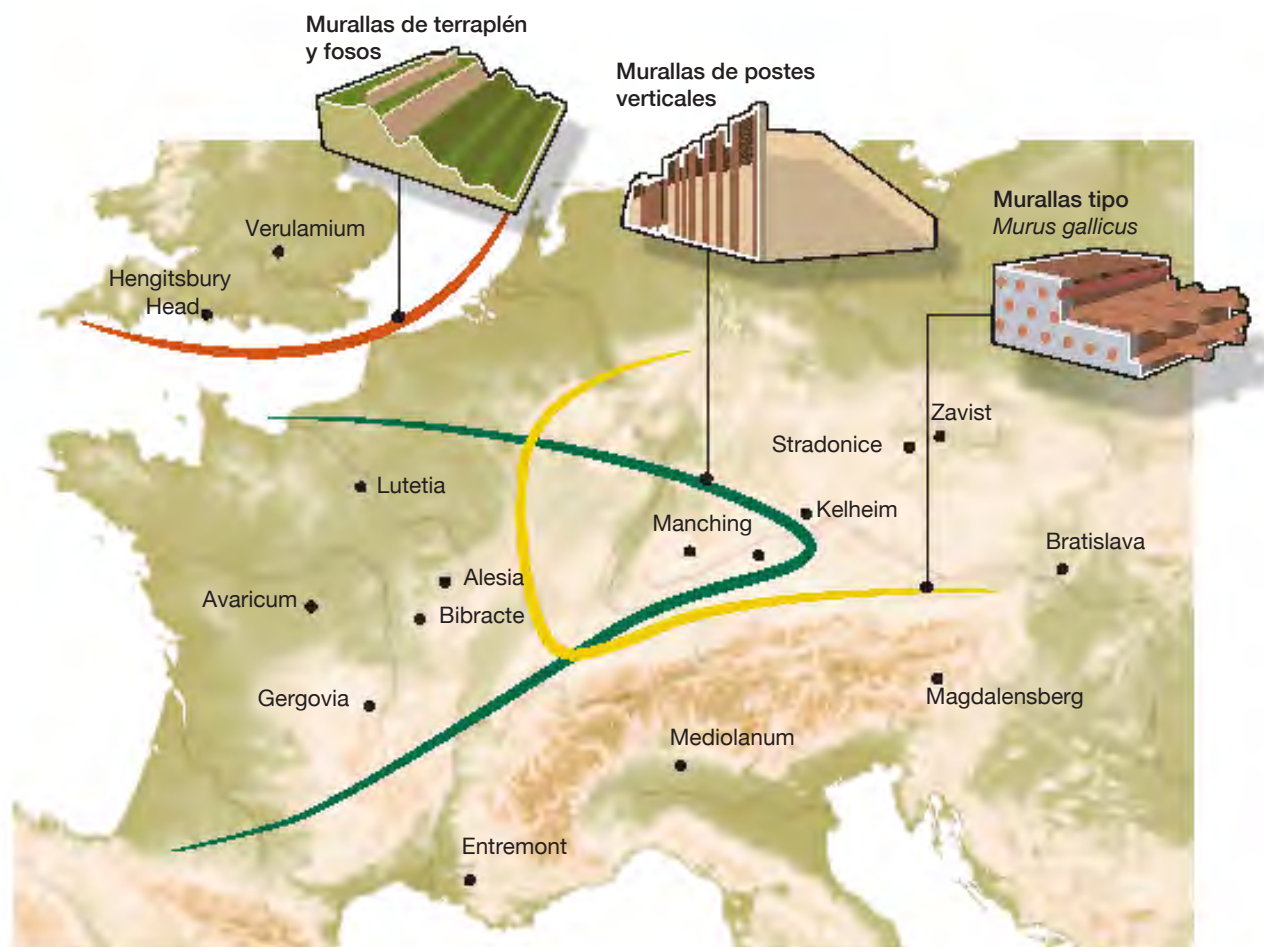 Murallas de terraplén
y fosos
Murallas de postes
verticales
Murallas tipo
Murus gallicus
Verulamium
Hengitsbury
Head
Zavist
Stradonice
Lutetia
Kelheim
Manching
Bratislava
Alesia
Avaricum
Bibracte
Gergovia
Magdalensberg
Mediolanum
Entremont